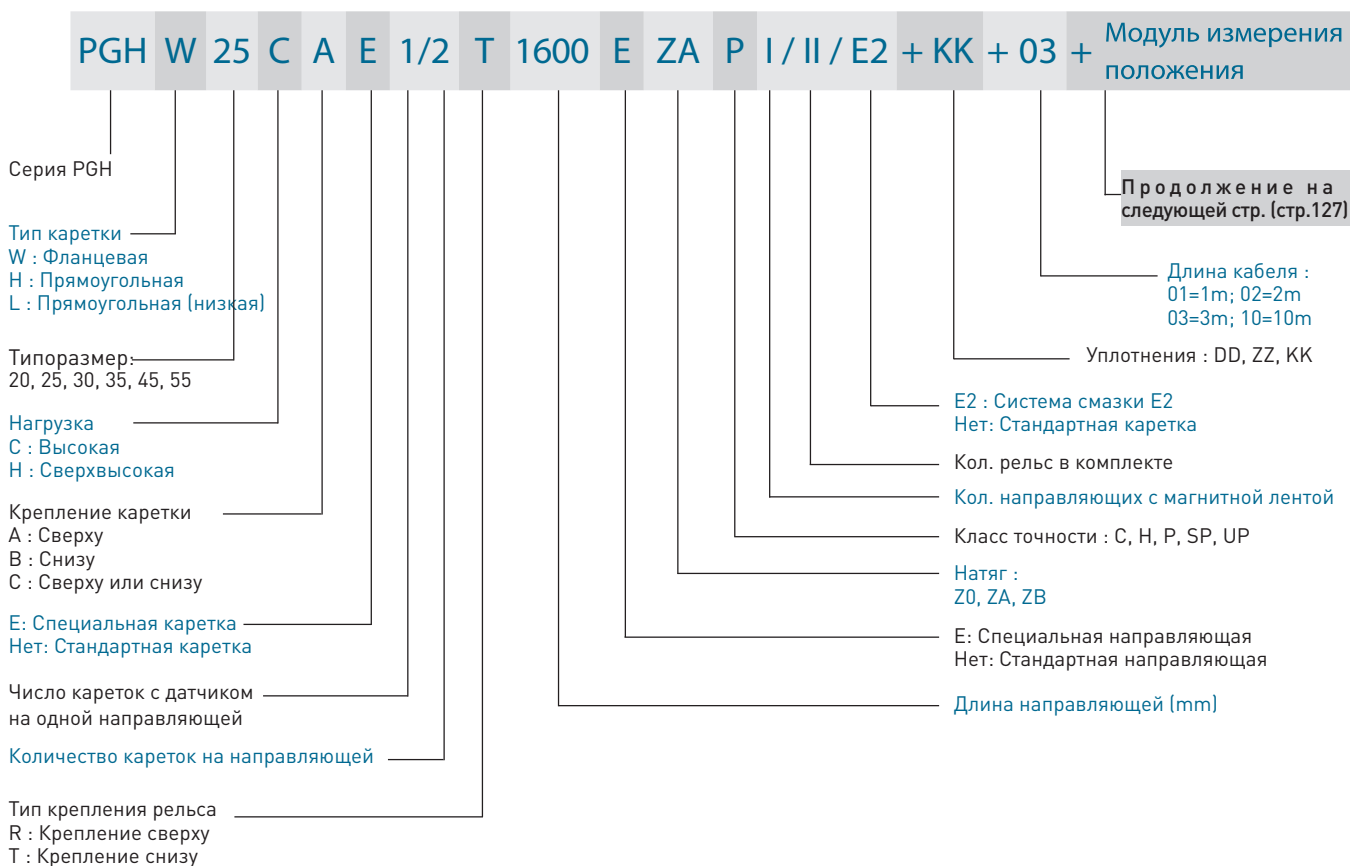 PGH W 25 C A E 1/2 T 1600 E ZA P I / II / E2 + KK + 03 + Модуль измерения
положения
Серия PGH
Тип каретки
W : Фланцевая
H : Прямоугольная
L : Прямоугольная (низкая)
Типоразмер:
20, 25, 30, 35, 45, 55
Нагрузка
C : Высокая
H : Сверхвысокая
Крепление каретки
A : Сверху
B : Снизу
C : Сверху или снизу
E: Специальная каретка
Нет: Стандартная каретка
Число кареток с датчиком
на одной направляющей
Количество кареток на направляющей
Тип крепления рельса
R : Крепление сверху
T : Крепление снизу
Продолжение на
следующей стр. (стр.127)
Длина кабеля :
01=1m; 02=2m
03=3m; 10=10m
Уплотнения : DD, ZZ, KK
E2 : Система смазки E2
Нет: Стандартная каретка
Кол. рельс в комплекте
Кол. направляющих с магнитной лентой
Класс точности : C, H, P, SP, UP
Натяг :
Z0, ZA, ZB
E: Специальная направляющая
Нет: Стандартная направляющая
Длина направляющей (mm)